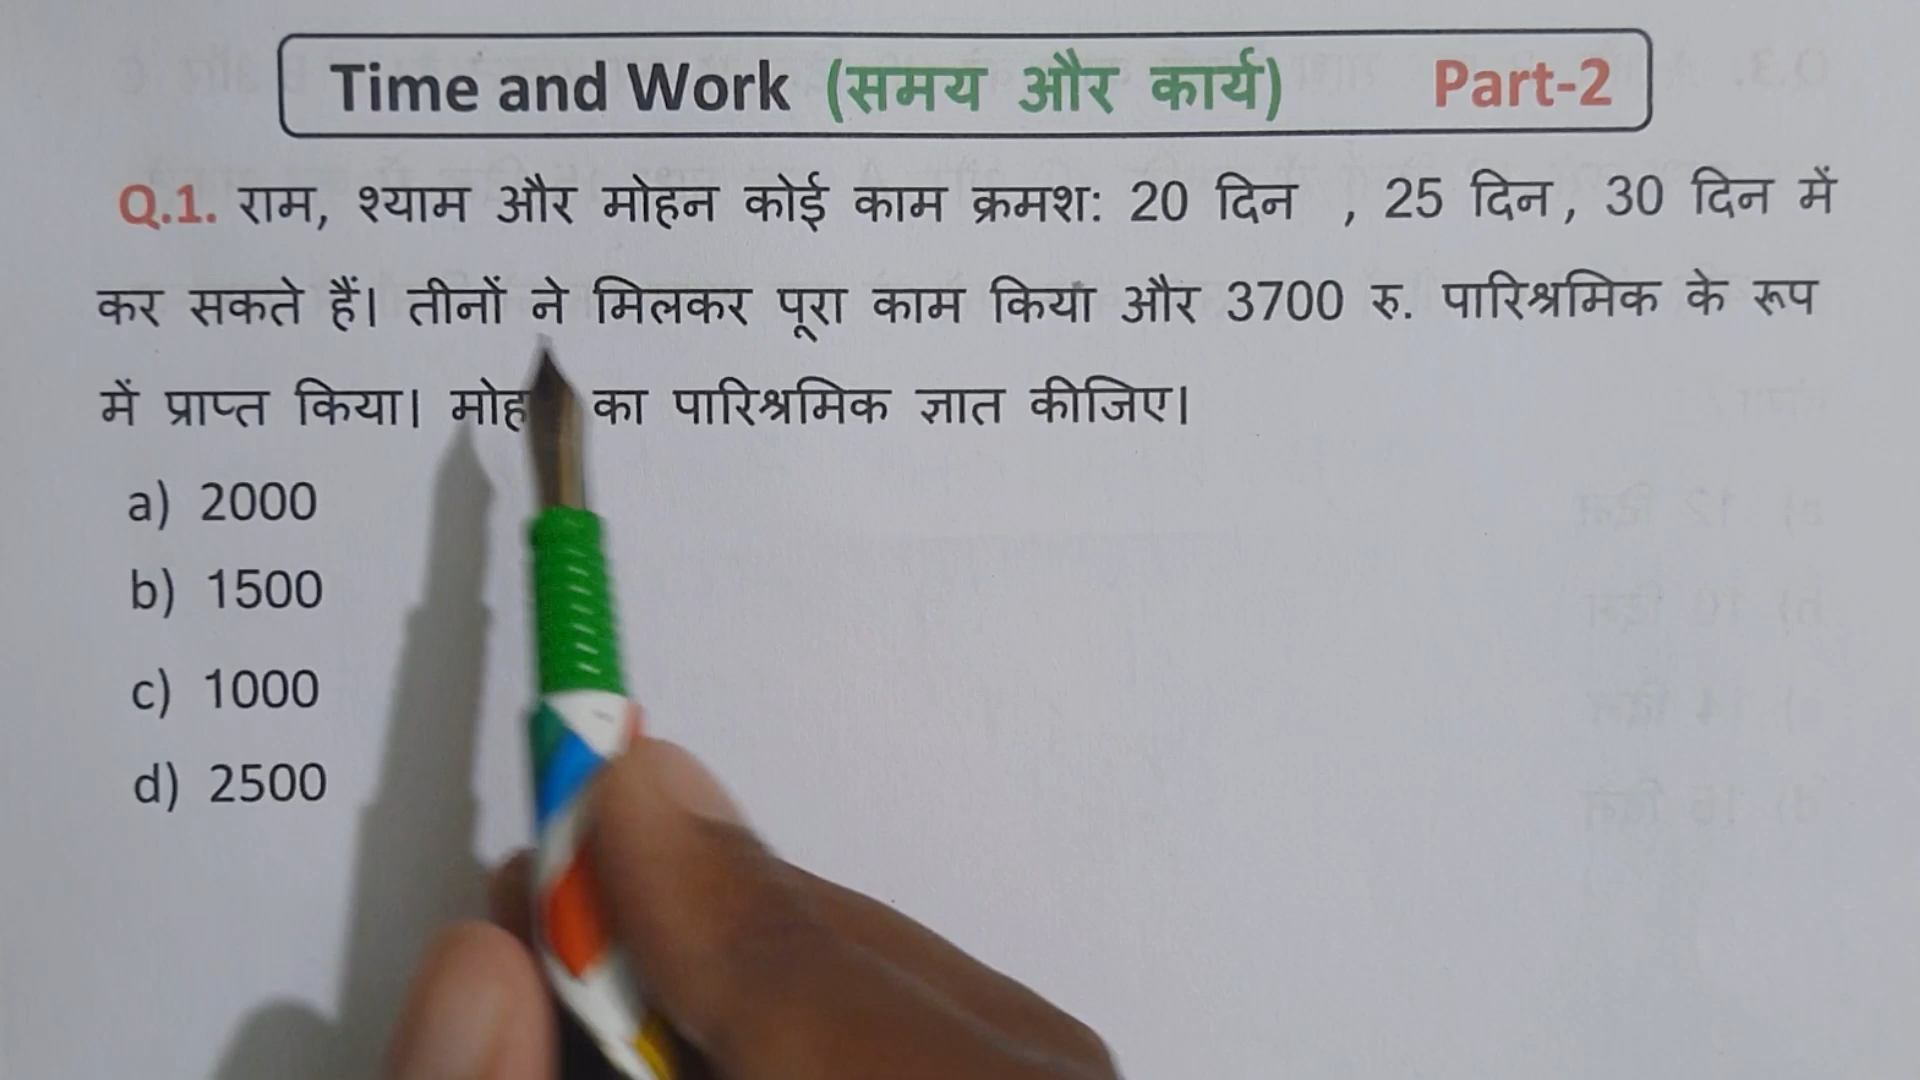 Time and Work (समय और कार्य) Part-2
Q.1. राम, श्याम और मोहन कोई काम क्रमश: 20 दिन , 25 दिन, 30 दिन में
कर सकते हैं। तीनों ने मिलकर पूरा काम किया और 3700 रु. पारिश्रमिक के रूप
में प्राप्त किया। का पारिश्रमिक ज्ञात कीजिए।
a) 2000
b) 1500
c) 1000
d) 2500